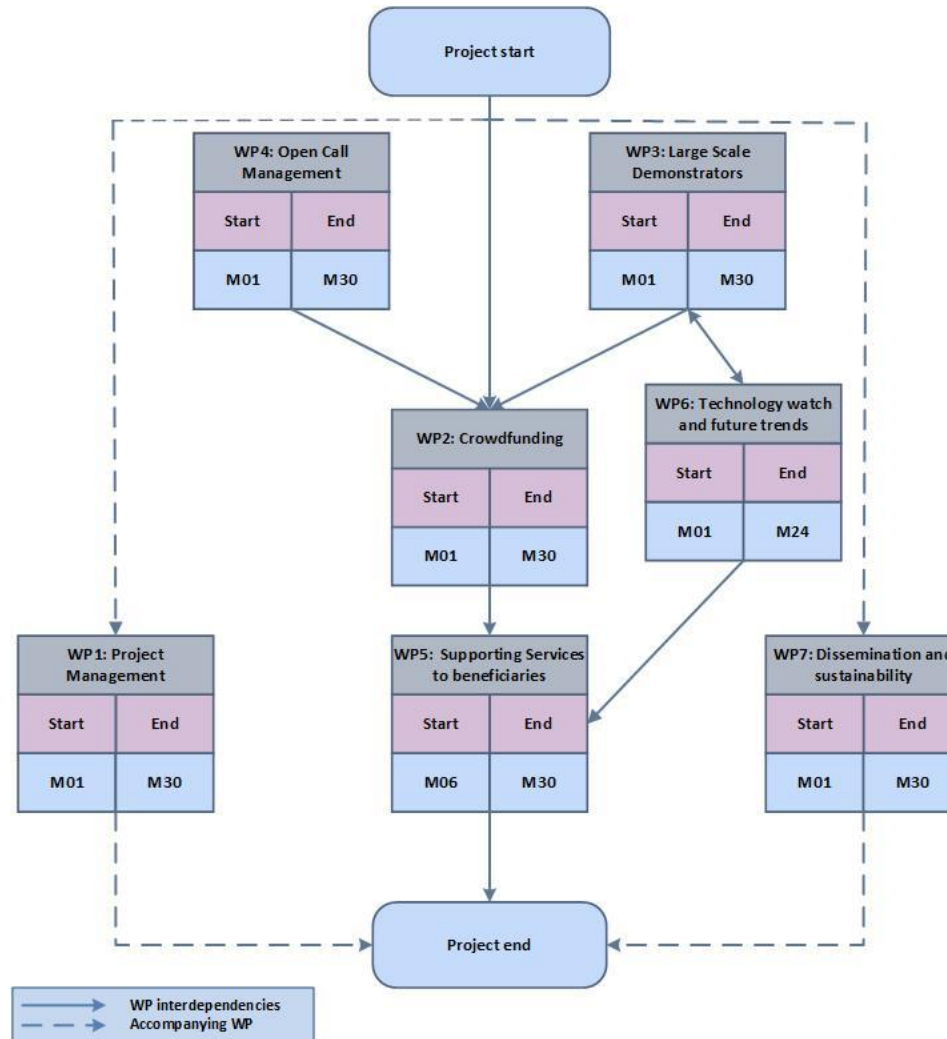 Project start
WP4: Open Call
Management
Start End
M01 M30
WP3: Large Scale
Demonstrators
Start End
M01 M30
WP6: Technology watch
and future trends
Start End
M01 M24
WP2: Crowdfunding
Start End
M01 M30
WP1: Project
Management
Start End
M01 M30
WP5: Supporting Services
to beneficiaries
Start End
M06 M30
WP7: Dissemination and
sustainability
Start End
M01 M30
Project end
WP interdependencies
Accompanying WP